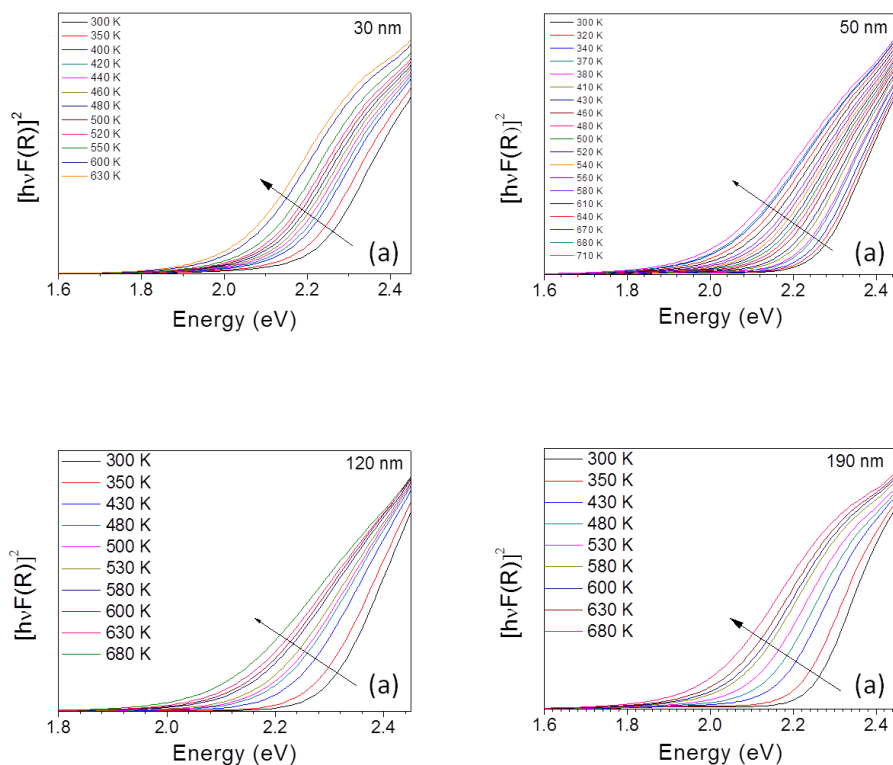 30 nm
300 K
350 K
400 K
420 K
440 K
460 K
480 K
500 K
520 K
550 K
600 K
630 K
[hνF(R)]²
(a)
1.6 1.8 2.0 2.2 2.4
Energy (eV)
50 nm
300 K
320 K
340 K
370 K
380 K
410 K
430 K
460 K
480 K
500 K
520 K
540 K
560 K
580 K
610 K
640 K
670 K
680 K
710 K
[hνF(R)]²
(a)
1.6 1.8 2.0 2.2 2.4
Energy (eV)
120 nm
300 K
350 K
430 K
480 K
500 K
530 K
580 K
600 K
630 K
680 K
[hνF(R)]²
(a)
1.8 2.0 2.2 2.4
Energy (eV)
190 nm
300 K
350 K
430 K
480 K
530 K
580 K
600 K
630 K
680 K
[hνF(R)]²
(a)
1.6 1.8 2.0 2.2 2.4
Energy (eV)